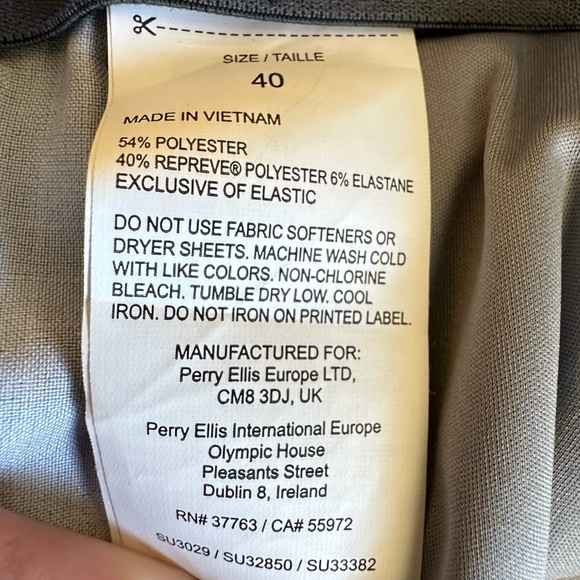 SIZE / TAILLE
40
MADE IN VIETNAM
54% POLYESTER
40% REPREVE® POLYESTER 6% ELASTANE
EXCLUSIVE OF ELASTIC
DO NOT USE FABRIC SOFTENERS OR
DRYER SHEETS. MACHINE WASH COLD
WITH LIKE COLORS. NON-CHLORINE
BLEACH. TUMBLE DRY LOW. COOL
IRON. DO NOT IRON ON PRINTED LABEL.
MANUFACTURED FOR:
Perry Ellis Europe LTD,
CM8 3DJ, UK
Perry Ellis International Europe
Olympic House
Pleasants Street
Dublin 8, Ireland
RN# 37763 / CA# 55972
SU3029 / SU32850 / SU33382